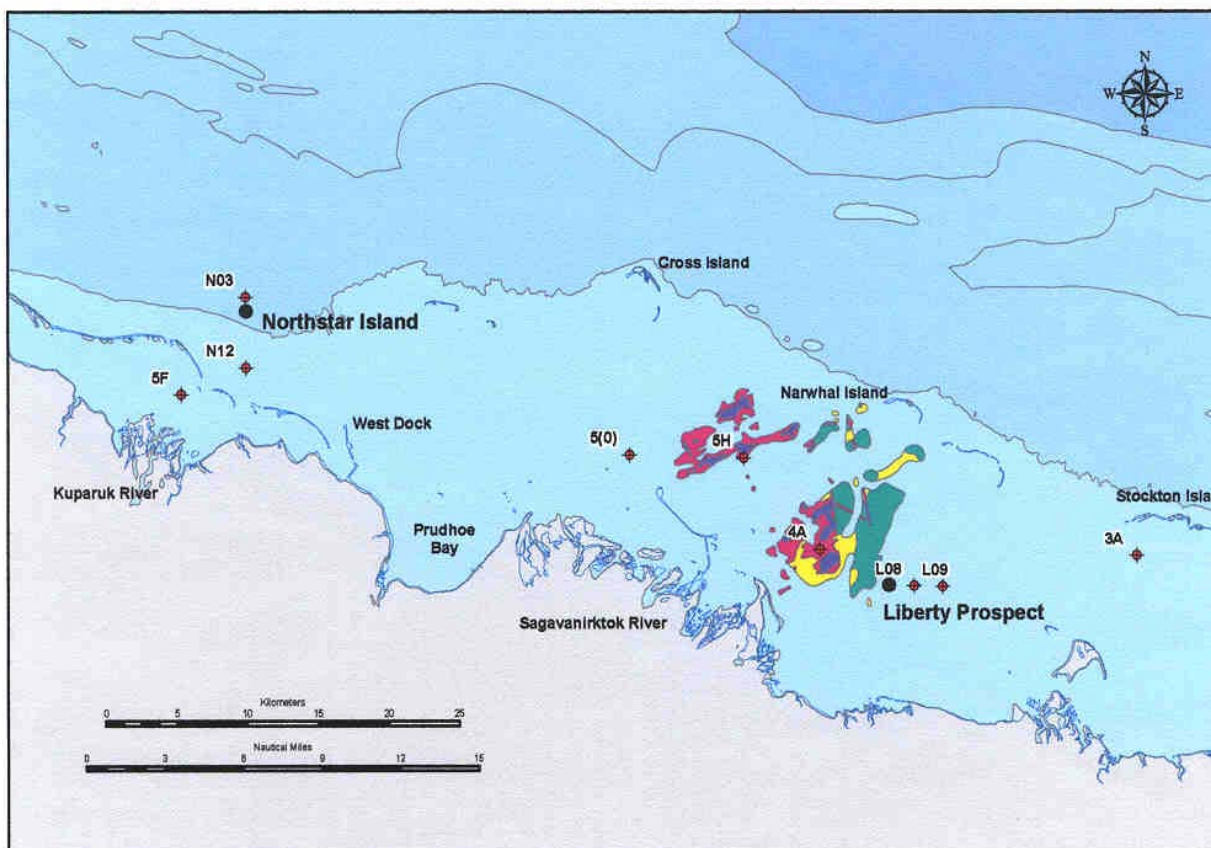 N
W E
S
Cross Island
N03
Northstar Island
N12
5F
Narwhal Island
West Dock
5(0)
5H
Kuparuk River
Stockton Isla
Prudhoe
Bay
4A
3A
L08
L09
Sagavanirktok River
Liberty Prospect
Kilometers
0 5 10 15 20 25
Nautical Miles
0 3 6 9 12 15